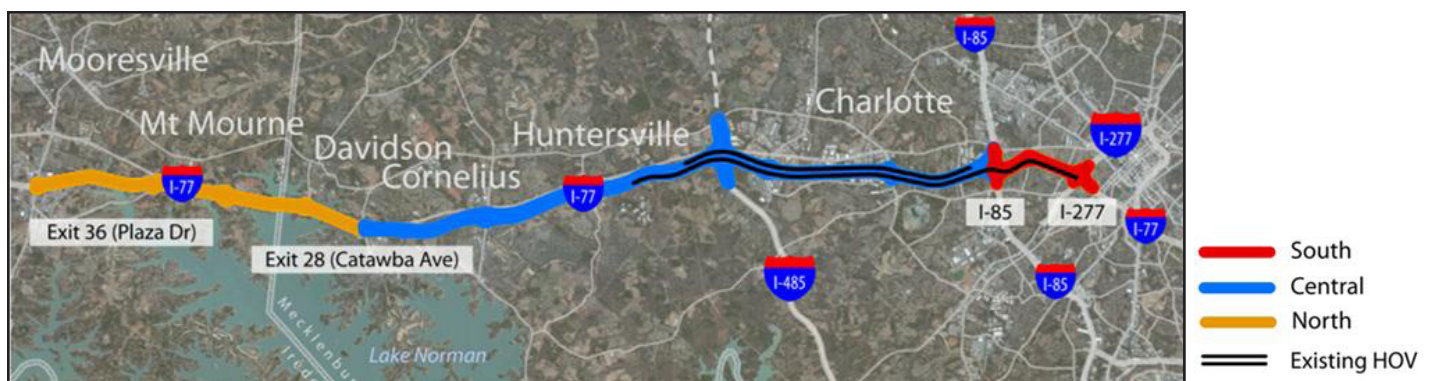 Mooresville
Mt Mourne
Davidson
Cornelius
Huntersville
Charlotte
I-85
I-277
I-77
I-77
Exit 36 (Plaza Dr)
Exit 28 (Catawba Ave)
I-85
I-277
I-77
I-485
I-85
Mecklenburg
Lake Norman
South
Central
North
Existing HOV